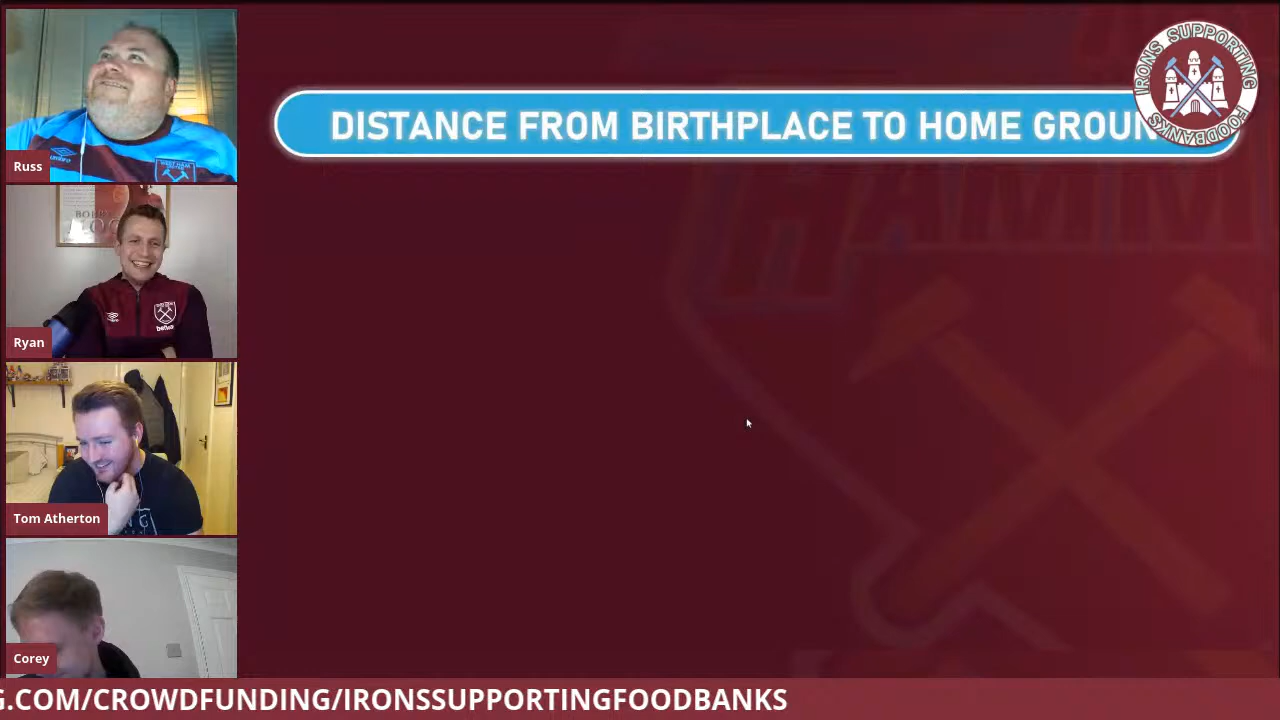 DISTANCE FROM BIRTHPLACE TO HOME GROUN
IRONS SUPPORTING FOODBANKS
Russ
Ryan
Tom Atherton
Corey
G.COM/CROWDFUNDING/IRONSSUPPORTINGFOODBANKS